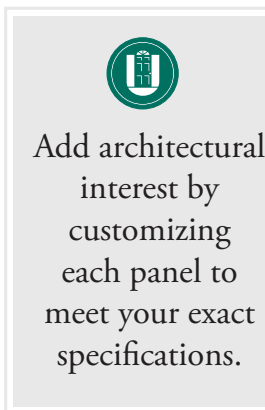 Add architectural
interest by
customizing
each panel to
meet your exact
specifications.